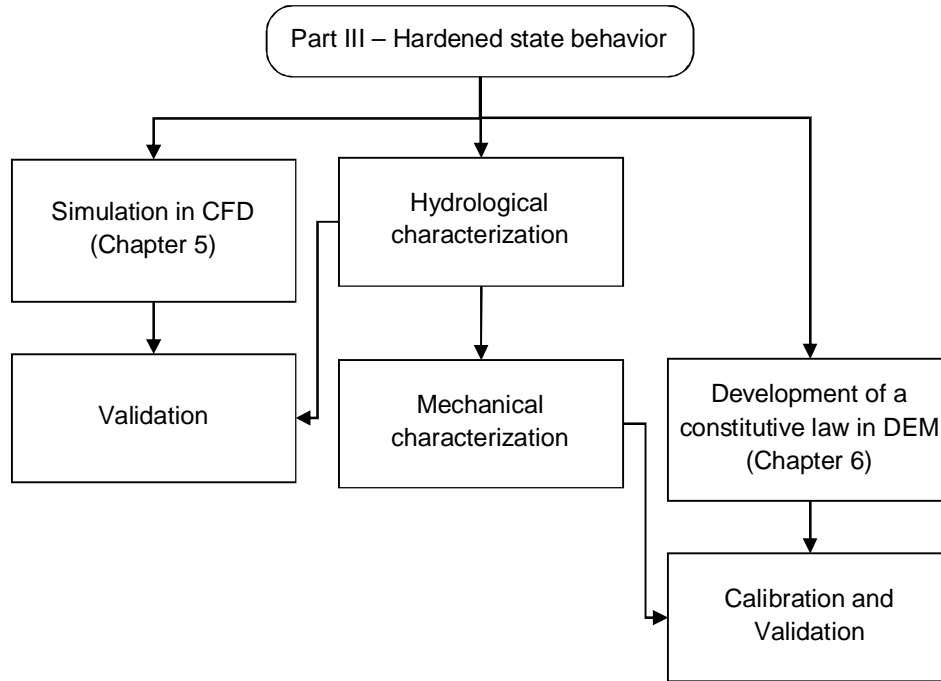 Part III – Hardened state behavior
Simulation in CFD
(Chapter 5)
Hydrological
characterization
Validation
Mechanical
characterization
Development of a
constitutive law in DEM
(Chapter 6)
Calibration and
Validation